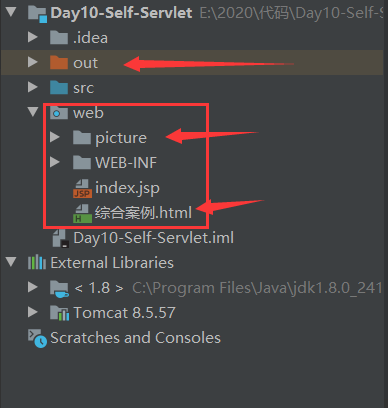 Day10-Self-Servlet E:\2020\代码\Day10-Self-S
.idea
out
src
web
picture
WEB-INF
index.jsp
综合案例.html
Day10-Self-Servlet.iml
External Libraries
< 1.8 > C:\Program Files\Java\jdk1.8.0_241
Tomcat 8.5.57
Scratches and Consoles